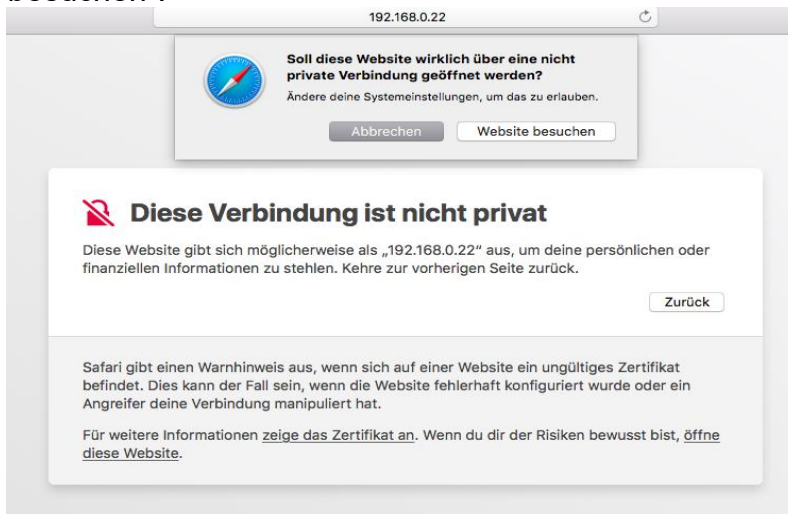 192.168.0.22
Soll diese Website wirklich über eine nicht
private Verbindung geöffnet werden?
Ändere deine Systemeinstellungen, um das zu erlauben.
Abbrechen
Website besuchen
Diese Verbindung ist nicht privat
Diese Website gibt sich möglicherweise als „192.168.0.22“ aus, um deine persönlichen oder
finanziellen Informationen zu stehlen. Kehre zur vorherigen Seite zurück.
Zurück
Safari gibt einen Warnhinweis aus, wenn sich auf einer Website ein ungültiges Zertifikat
befindet. Dies kann der Fall sein, wenn die Website fehlerhaft konfiguriert wurde oder ein
Angreifer deine Verbindung manipuliert hat.
Für weitere Informationen zeige das Zertifikat an. Wenn du dir der Risiken bewusst bist, öffne
diese Website.